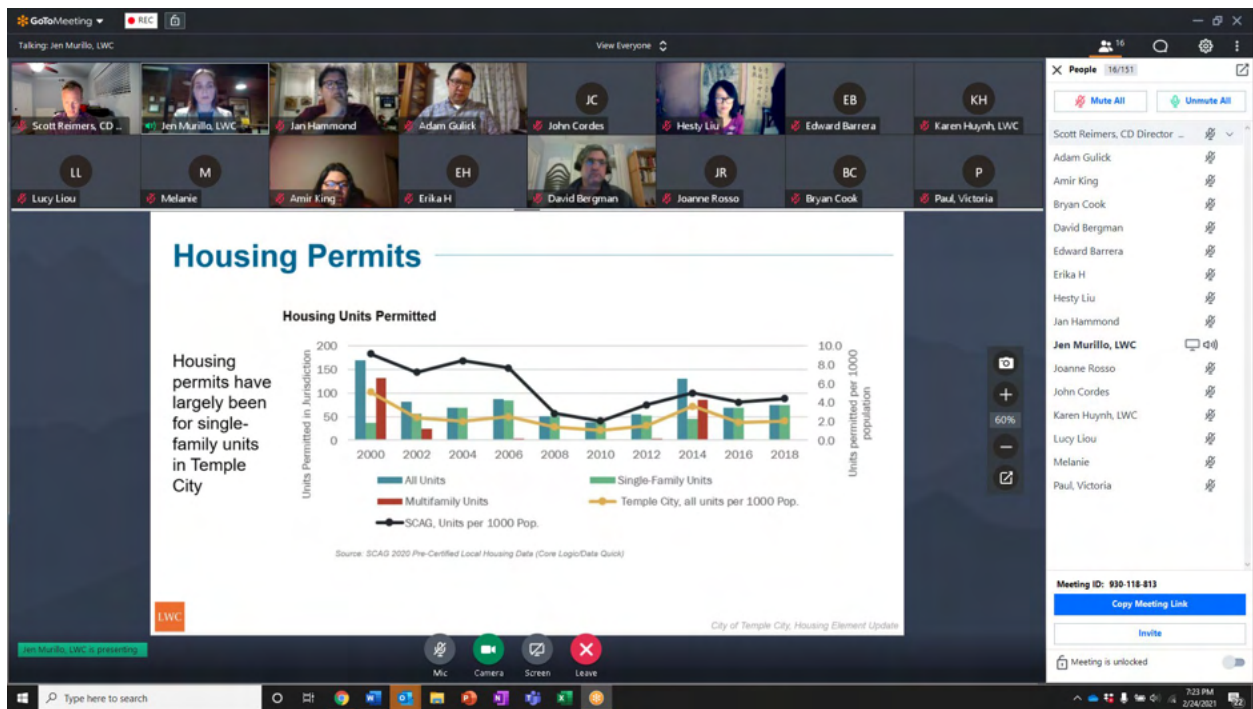 GoToMeeting
REC
Talking: Jen Murillo, LWC
View Everyone
16
Scott Reimers, CD ...
Jen Murillo, LWC
Jan Hammond
Adam Gulick
JC
John Cordes
Hesty Liu
EB
Edward Barrera
KH
Karen Huynh, LWC
LL
Lucy Liou
M
Melanie
Amir King
EH
Erika H
David Bergman
JR
Joanne Rosso
BC
Bryan Cook
P
Paul, Victoria
Housing Permits
Housing
permits have
largely been
for single-
family units
in Temple
City
Housing Units Permitted
Units Permitted in Jurisdiction
200
150
100
50
0
10.0
8.0
6.0
4.0
2.0
0.0
Units permitted per 1000
population
2000 2002 2004 2006 2008 2010 2012 2014 2016 2018
All Units
Single-Family Units
Multifamily Units
Temple City, all units per 1000 Pop.
SCAG, Units per 1000 Pop.
Source: SCAG 2020 Pre-Certified Local Housing Data (Core Logic/Data Quick)
LWC
City of Temple City, Housing Element Update
60%
Jen Murillo, LWC is presenting.
Mic
Camera
Screen
Leave
People 16/151
Mute All
Unmute All
Scott Reimers, CD Director ...
Adam Gulick
Amir King
Bryan Cook
David Bergman
Edward Barrera
Erika H
Hesty Liu
Jan Hammond
Jen Murillo, LWC
Joanne Rosso
John Cordes
Karen Huynh, LWC
Lucy Liou
Melanie
Paul, Victoria
Meeting ID: 930-118-813
Copy Meeting Link
Invite
Meeting is unlocked
Type here to search
7:23 PM
2/24/2021
22